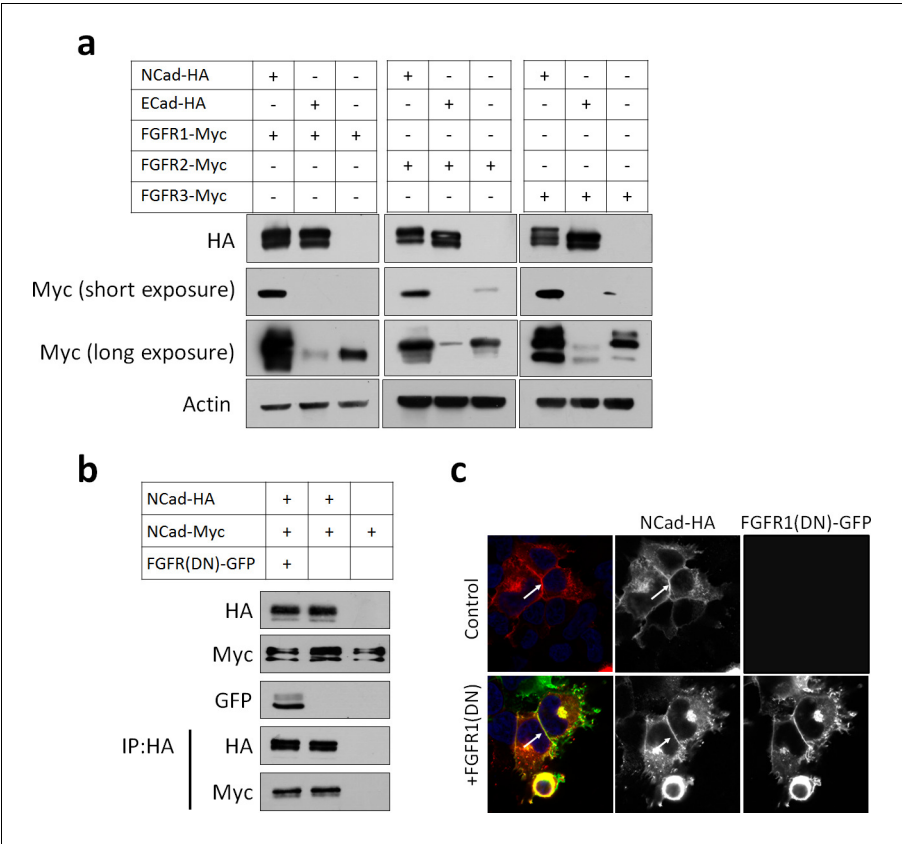 a
NCad-HA + - - + - - + - -
ECad-HA - + - - + - - + -
FGFR1-Myc + + + - - - - - -
FGFR2-Myc - - - + + + - - -
FGFR3-Myc - - - - - - + + +
HA
Myc (short exposure)
Myc (long exposure)
Actin
b
NCad-HA + +
NCad-Myc + + +
FGFR(DN)-GFP +
HA
Myc
GFP
IP:HA HA
Myc
c
NCad-HA FGFR1(DN)-GFP
Control
+FGFR1(DN)